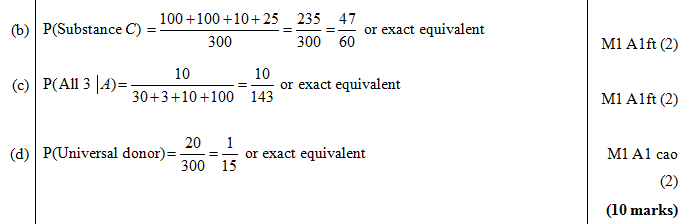 (b) P(Substance C) = (100+100+10+25)/300 = 235/300 = 47/60 or exact equivalent
M1 A1ft (2)
(c) P(All 3 | A)= 10/(30+3+10+100) = 10/143 or exact equivalent
M1 A1ft (2)
(d) P(Universal donor)= 20/300 = 1/15 or exact equivalent M1 A1 cao
(2)
(10 marks)